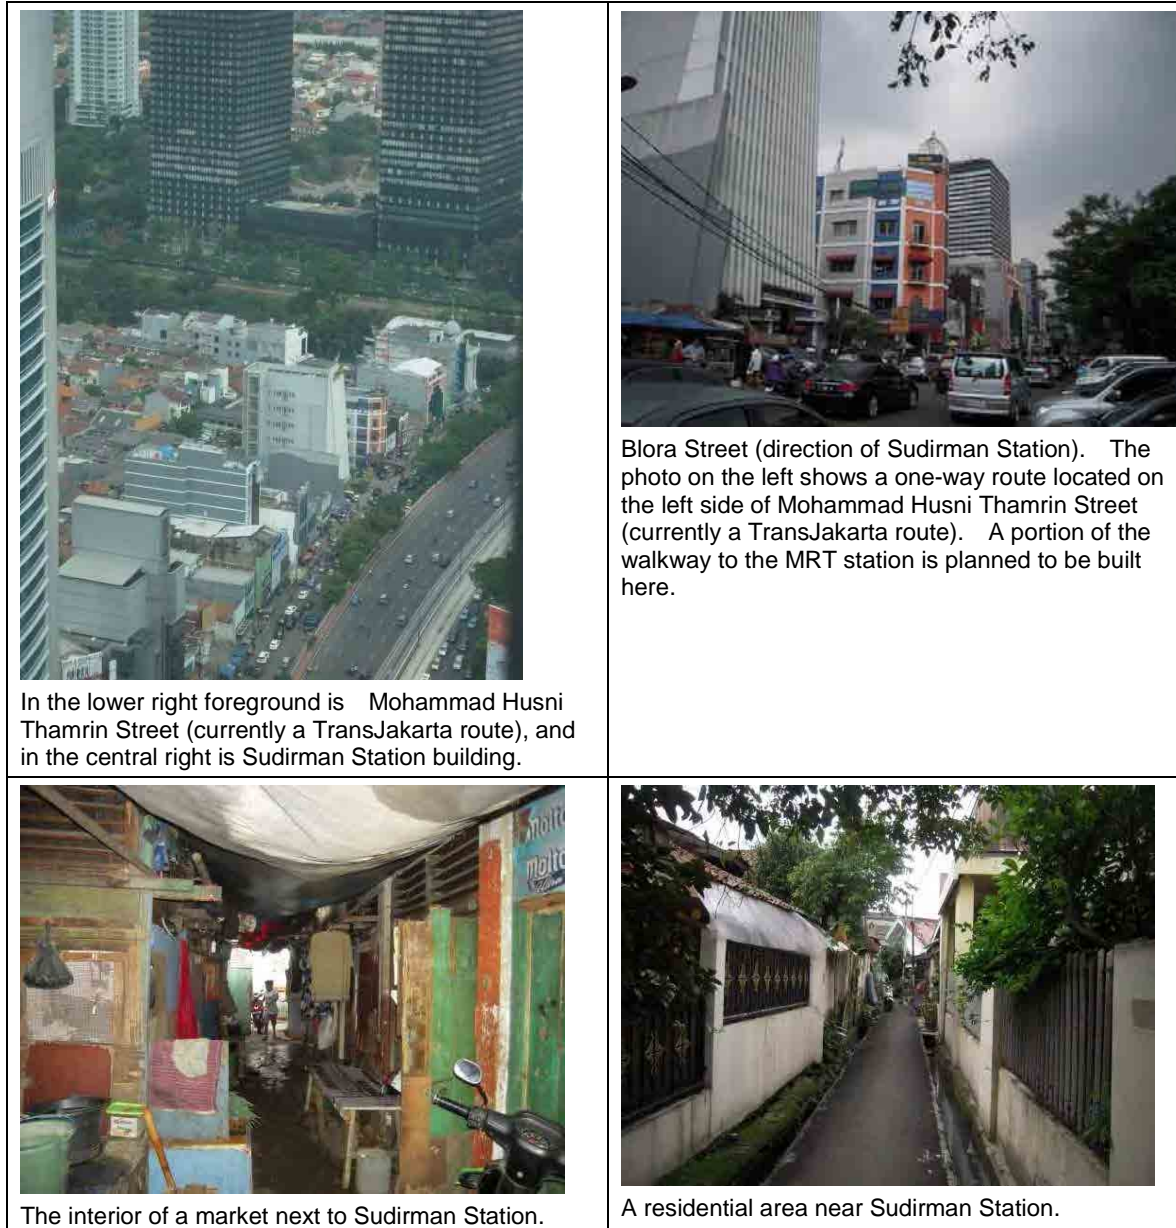 In the lower right foreground is Mohammad Husni
Thamrin Street (currently a TransJakarta route), and
in the central right is Sudirman Station building.
Blora Street (direction of Sudirman Station). The
photo on the left shows a one-way route located on
the left side of Mohammad Husni Thamrin Street
(currently a TransJakarta route). A portion of the
walkway to the MRT station is planned to be built
here.
molto
molto
The interior of a market next to Sudirman Station.
A residential area near Sudirman Station.